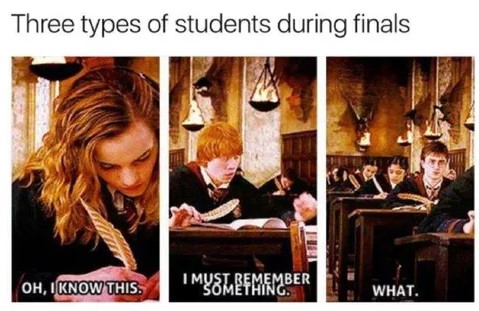 Three types of students during finals
OH, I KNOW THIS.
I MUST REMEMBER
SOMETHING.
WHAT.